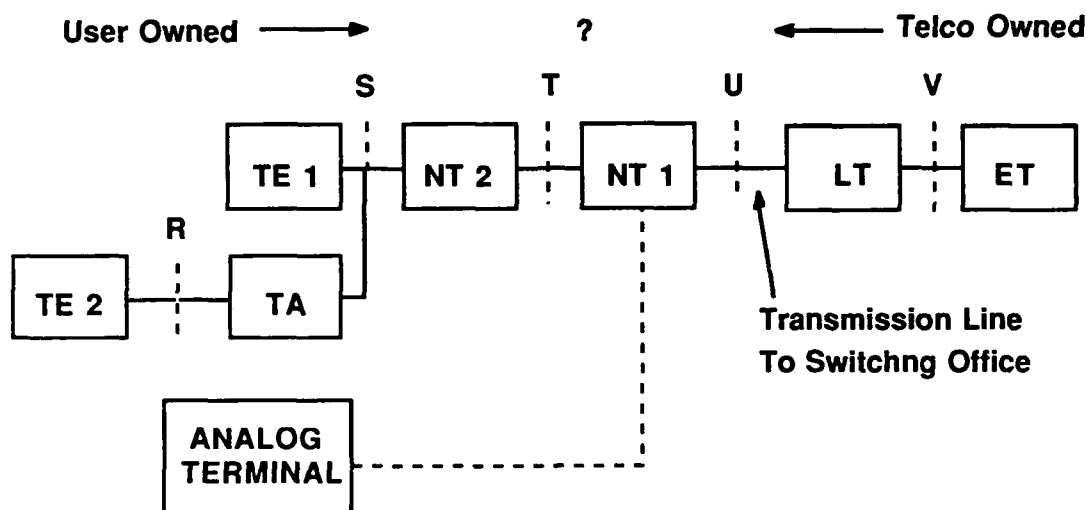 User Owned
?
Telco Owned
S
T
U
V
TE 1
NT 2
NT 1
LT
ET
R
TE 2
TA
Transmission Line
To Switchng Office
ANALOG
TERMINAL